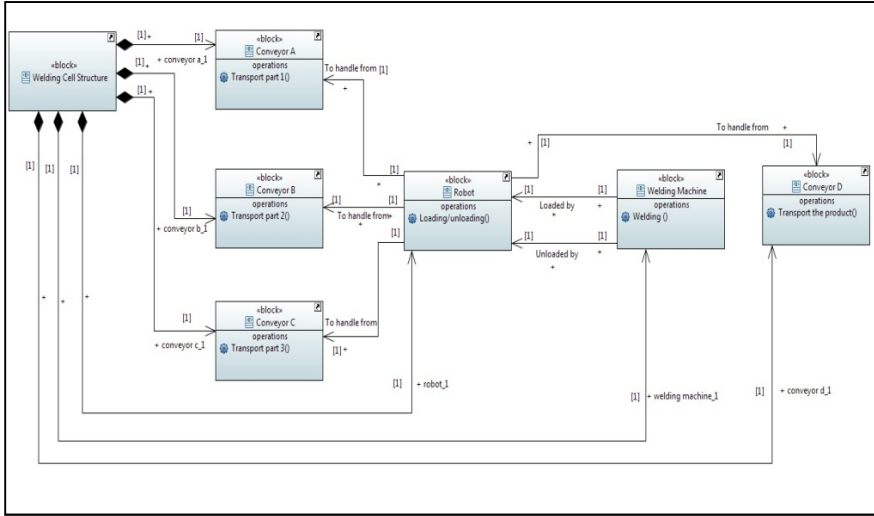 «block»
Welding Cell Structure
[1] +
[1]
+ conveyor a_1
[1] +
[1]
+ conveyor b_1
[1] +
[1]
+ conveyor c_1
«block»
Conveyor A
operations
Transport part 1()
To handle from [1]
+
[1]
+
«block»
Conveyor B
operations
Transport part 2()
[1]
[1]
To handle from+
+
«block»
Conveyor C
operations
Transport part 3()
[1]
To handle from
[1] +
«block»
Robot
operations
Loading/unloading()
[1]
+
Loaded by
+
[1]
+
Unloaded by
+
«block»
Welding Machine
operations
Welding ()
+
[1]
To handle from +
[1]
«block»
Conveyor D
operations
Transport the product()
[1]
[1]
[1]
+
+
+
[1]
+ robot_1
[1]
+ welding machine_1
[1]
+ conveyor d_1